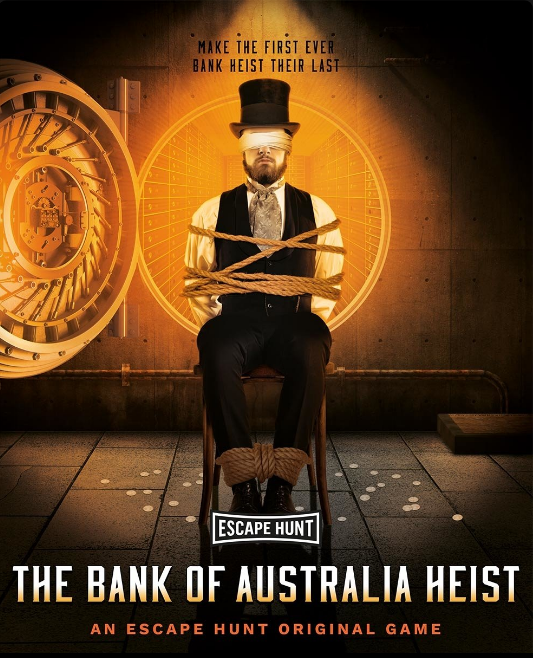 MAKE THE FIRST EVER
BANK HEIST THEIR LAST
ESCAPE HUNT
THE BANK OF AUSTRALIA HEIST
AN ESCAPE HUNT ORIGINAL GAME